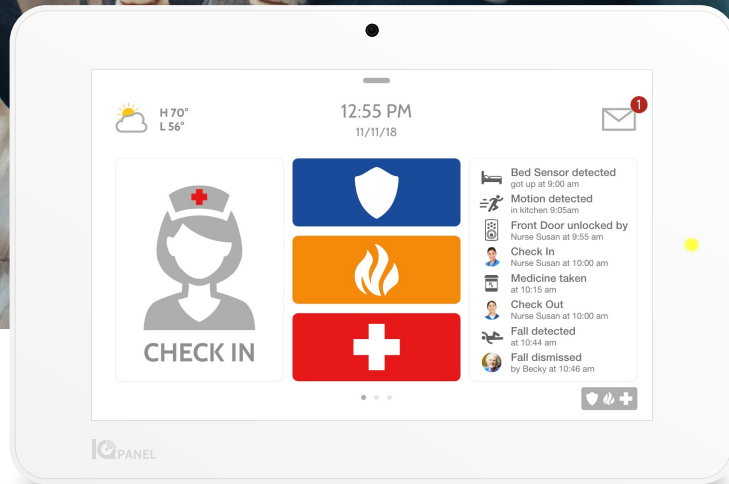 H 70°
L 56°
12:55 PM
11/11/18
1
CHECK IN
Bed Sensor detected
got up at 9:00 am
Motion detected
in kitchen 9:05am
Front Door unlocked by
Nurse Susan at 9:55 am
Check In
Nurse Susan at 10:00 am
Medicine taken
at 10:15 am
Check Out
Nurse Susan at 10:00 am
Fall detected
at 10:44 am
Fall dismissed
by Becky at 10:46 am
IQ PANEL